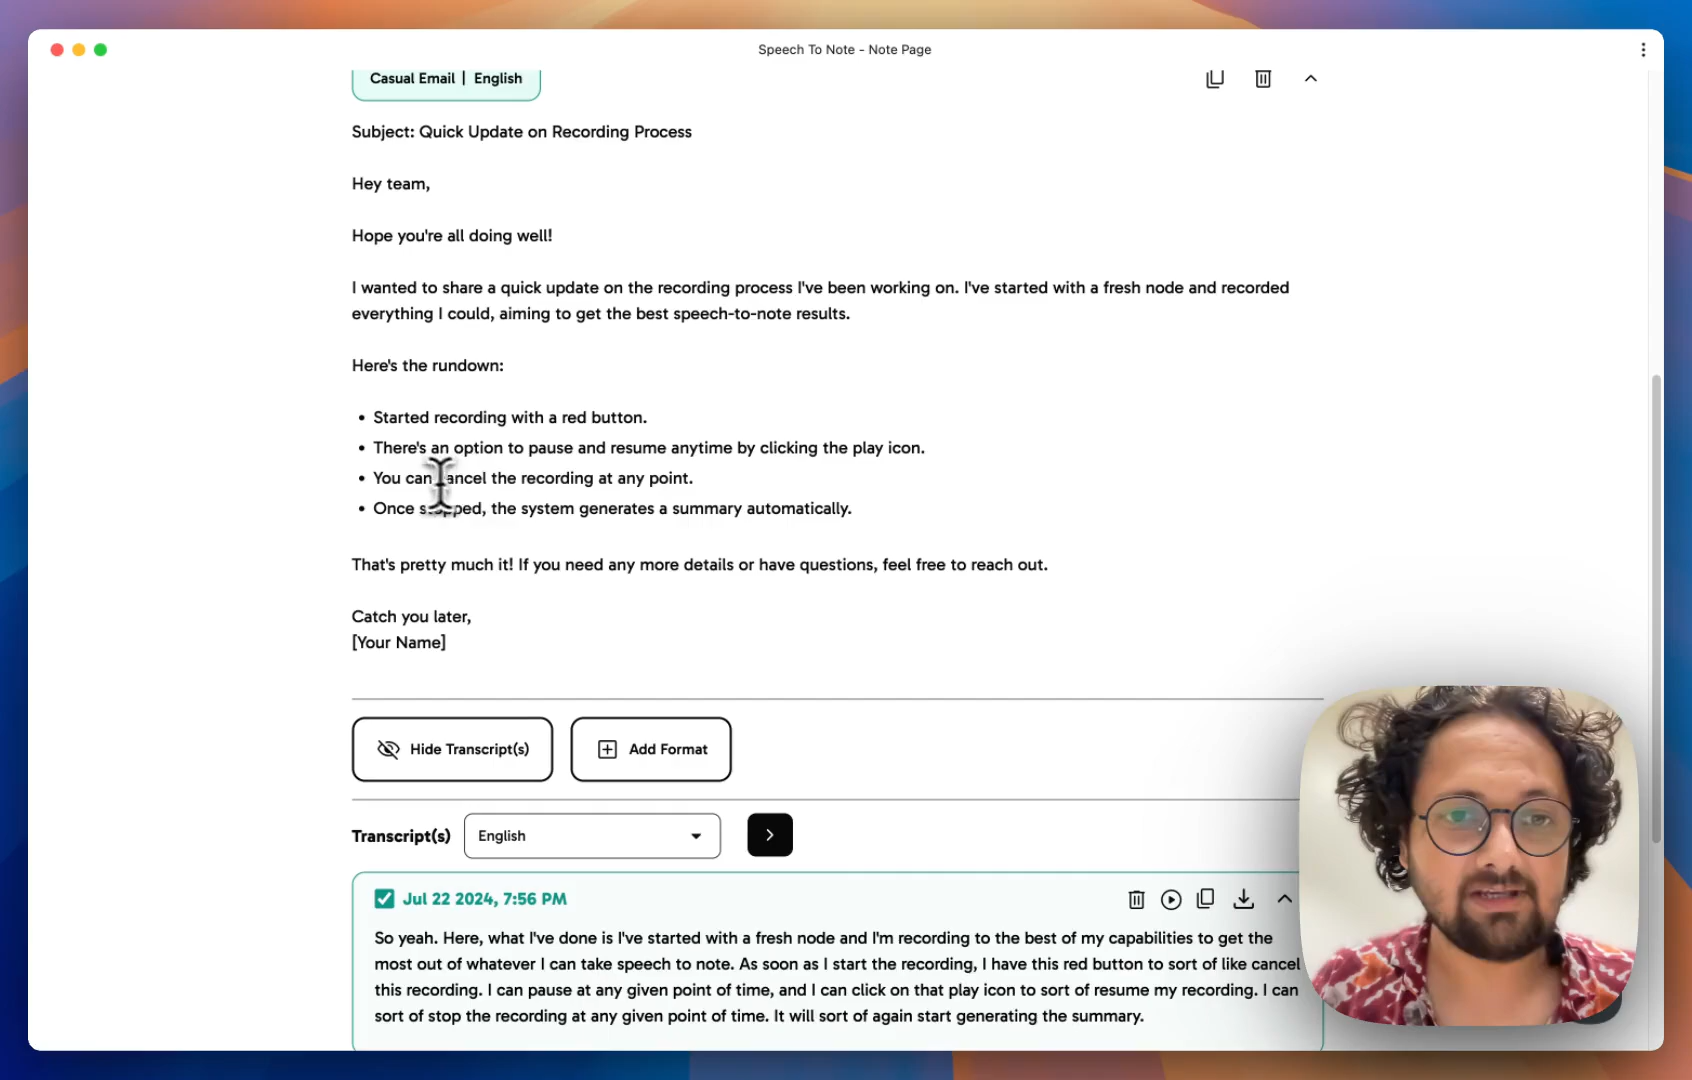 Speech To Note - Note Page
Casual Email | English
Subject: Quick Update on Recording Process
Hey team,
Hope you're all doing well!
I wanted to share a quick update on the recording process I've been working on. I've started with a fresh node and recorded
everything I could, aiming to get the best speech-to-note results.
Here's the rundown:
• Started recording with a red button.
• There's an option to pause and resume anytime by clicking the play icon.
• You can cancel the recording at any point.
• Once stopped, the system generates a summary automatically.
That's pretty much it! If you need any more details or have questions, feel free to reach out.
Catch you later,
[Your Name]
Hide Transcript(s)
Add Format
Transcript(s)
English
Jul 22 2024, 7:56 PM
So yeah. Here, what I've done is I've started with a fresh node and I'm recording to the best of my capabilities to get the
most out of whatever I can take speech to note. As soon as I start the recording, I have this red button to sort of like cancel
this recording. I can pause at any given point of time, and I can click on that play icon to sort of resume my recording. I can
sort of stop the recording at any given point of time. It will sort of again start generating the summary.